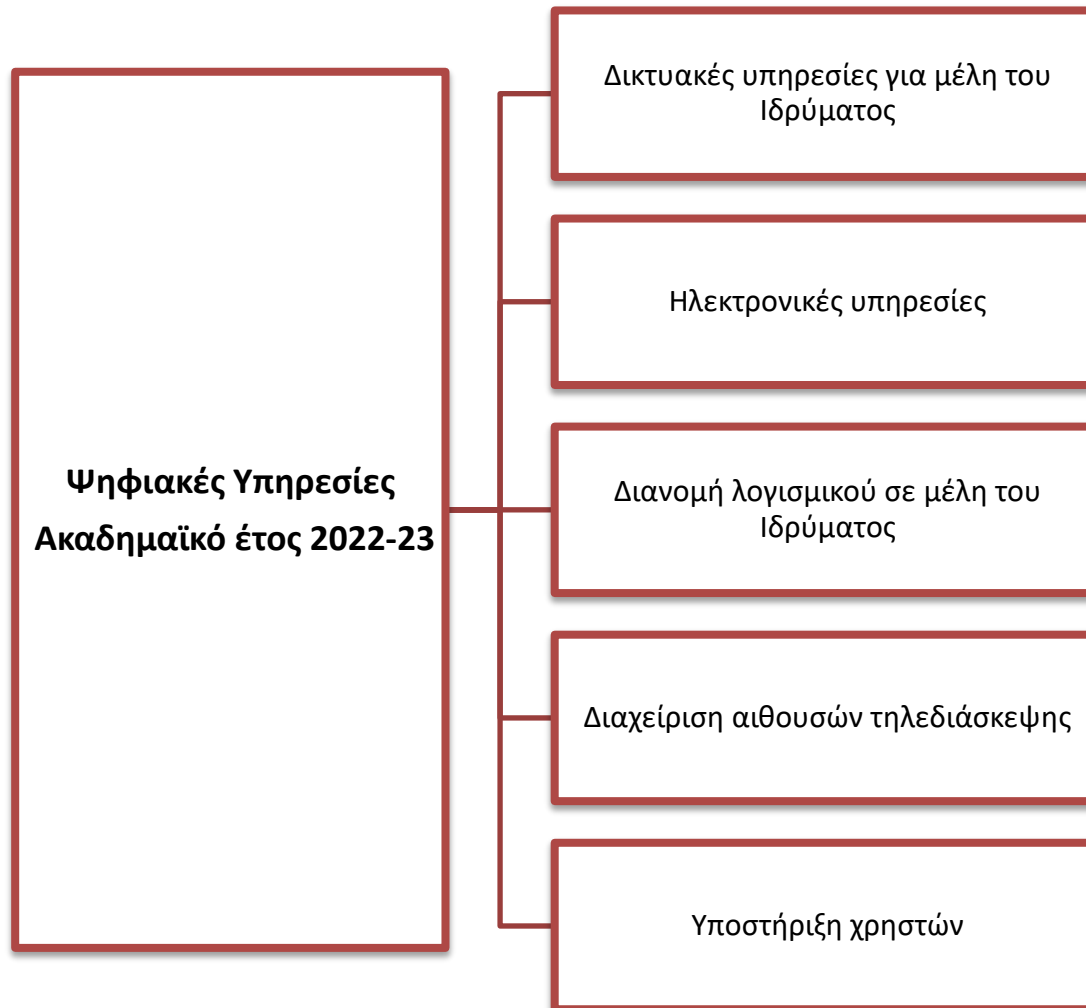 Δικτυακές υπηρεσίες για μέλη του
Ιδρύματος
Ηλεκτρονικές υπηρεσίες
Ψηφιακές Υπηρεσίες
Ακαδημαϊκό έτος 2022-23
Διανομή λογισμικού σε μέλη του
Ιδρύματος
Διαχείριση αιθουσών τηλεδιάσκεψης
Υποστήριξη χρηστών